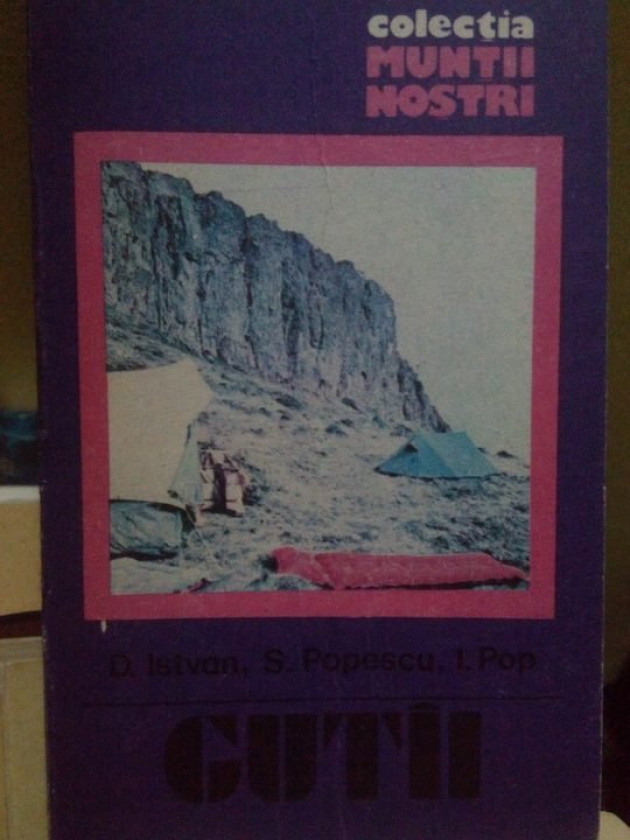 colecția
MUNȚII
NOȘTRI
D. Istvan, S. Popescu, I. Pop
GUTÎI